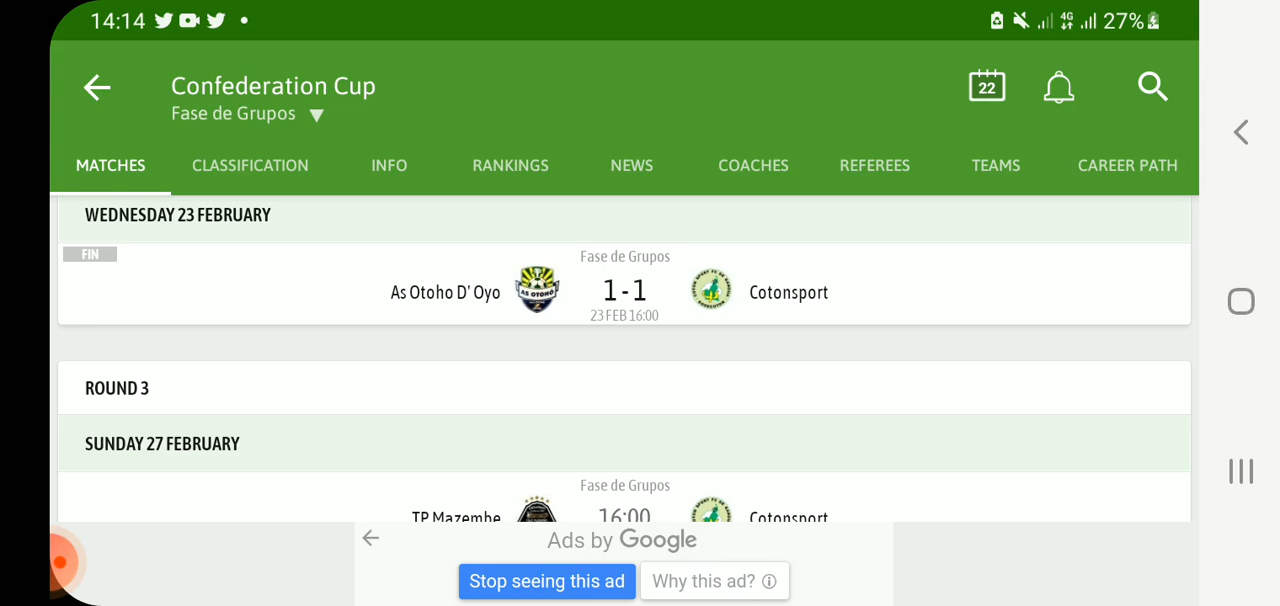 14:14 4G 27%
Confederation Cup
22
Fase de Grupos
MATCHES CLASSIFICATION INFO RANKINGS NEWS COACHES REFEREES TEAMS CAREER PATH
WEDNESDAY 23 FEBRUARY
FIN
Fase de Grupos
As Otoho D' Oyo AS OTOHO 1 - 1 Cotonsport
23 FEB 16:00
ROUND 3
SUNDAY 27 FEBRUARY
Fase de Grupos
TP Mazembe 16:00 Cotonsport
Ads by Google
Stop seeing this ad Why this ad?